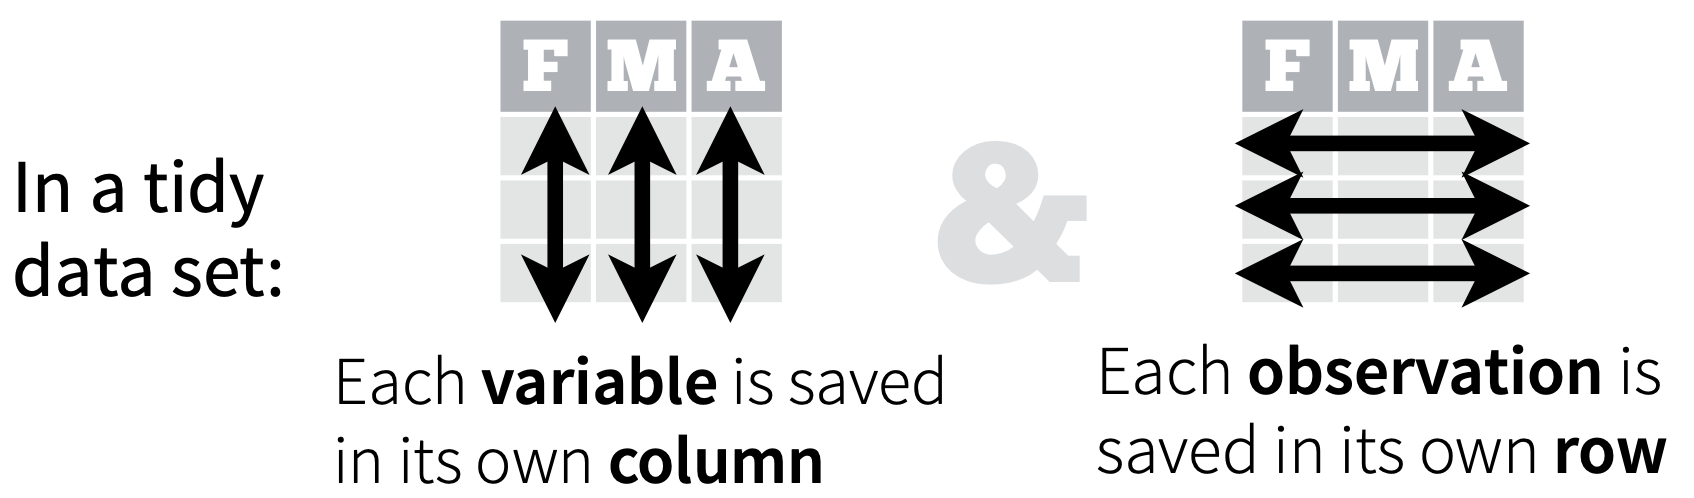 F M A
&
F M A
In a tidy
data set:
Each variable is saved
in its own column
Each observation is
saved in its own row